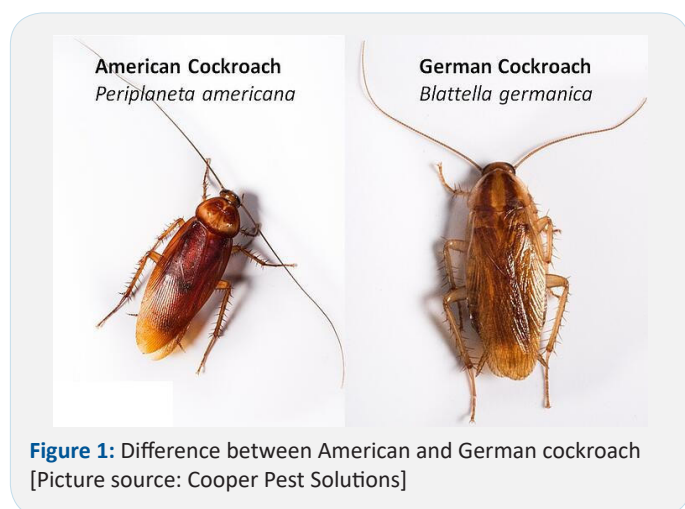 American Cockroach
Periplaneta americana
German Cockroach
Blattella germanica
Figure 1: Difference between American and German cockroach
[Picture source: Cooper Pest Solutions]